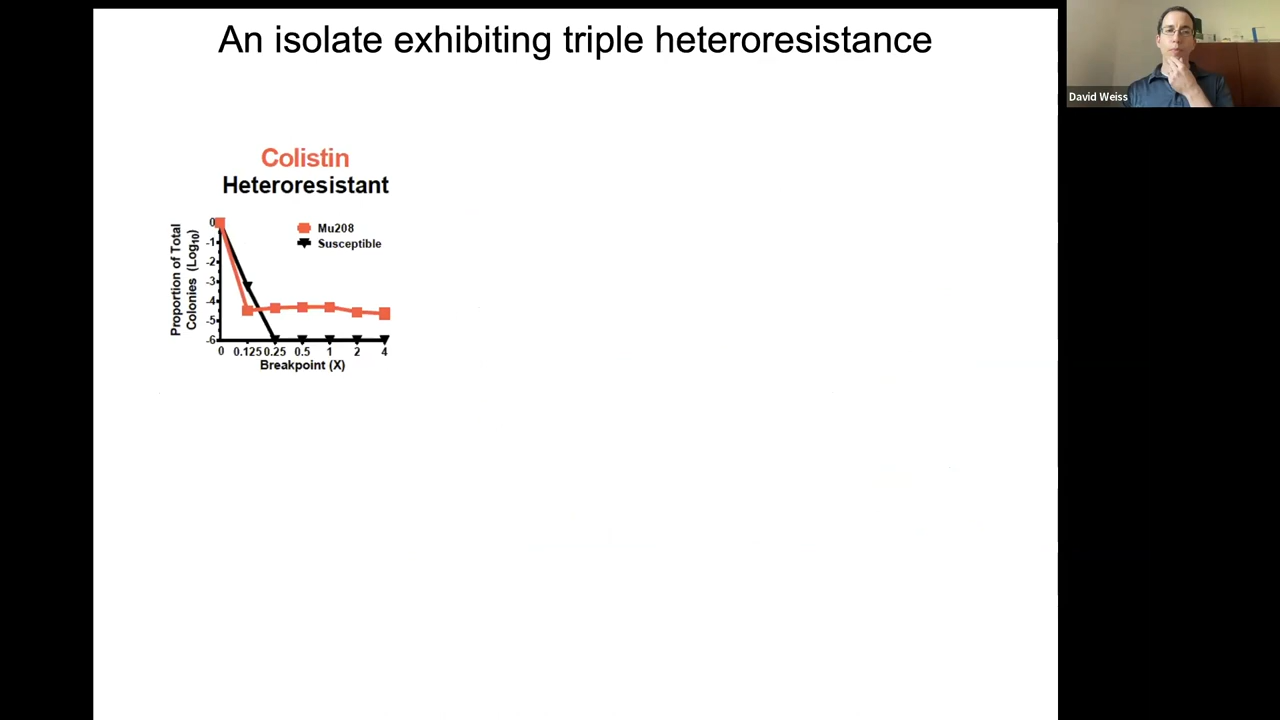 An isolate exhibiting triple heteroresistance
David Weiss
Colistin
Heteroresistant
Proportion of Total
Colonies (Log10)
0
-1
-2
-3
-4
-5
-6
Mu208
Susceptible
0 0.125 0.25 0.5 1 2 4
Breakpoint (X)